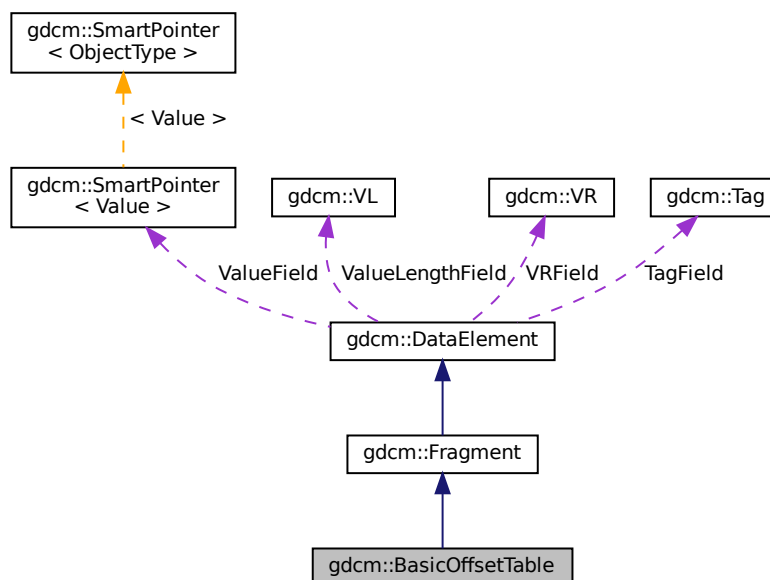 gdcm::SmartPointer
< ObjectType >
< Value >
gdcm::SmartPointer
< Value >
gdcm::VL
gdcm::VR
gdcm::Tag
ValueField
ValueLengthField
VRField
TagField
gdcm::DataElement
gdcm::Fragment
gdcm::BasicOffsetTable